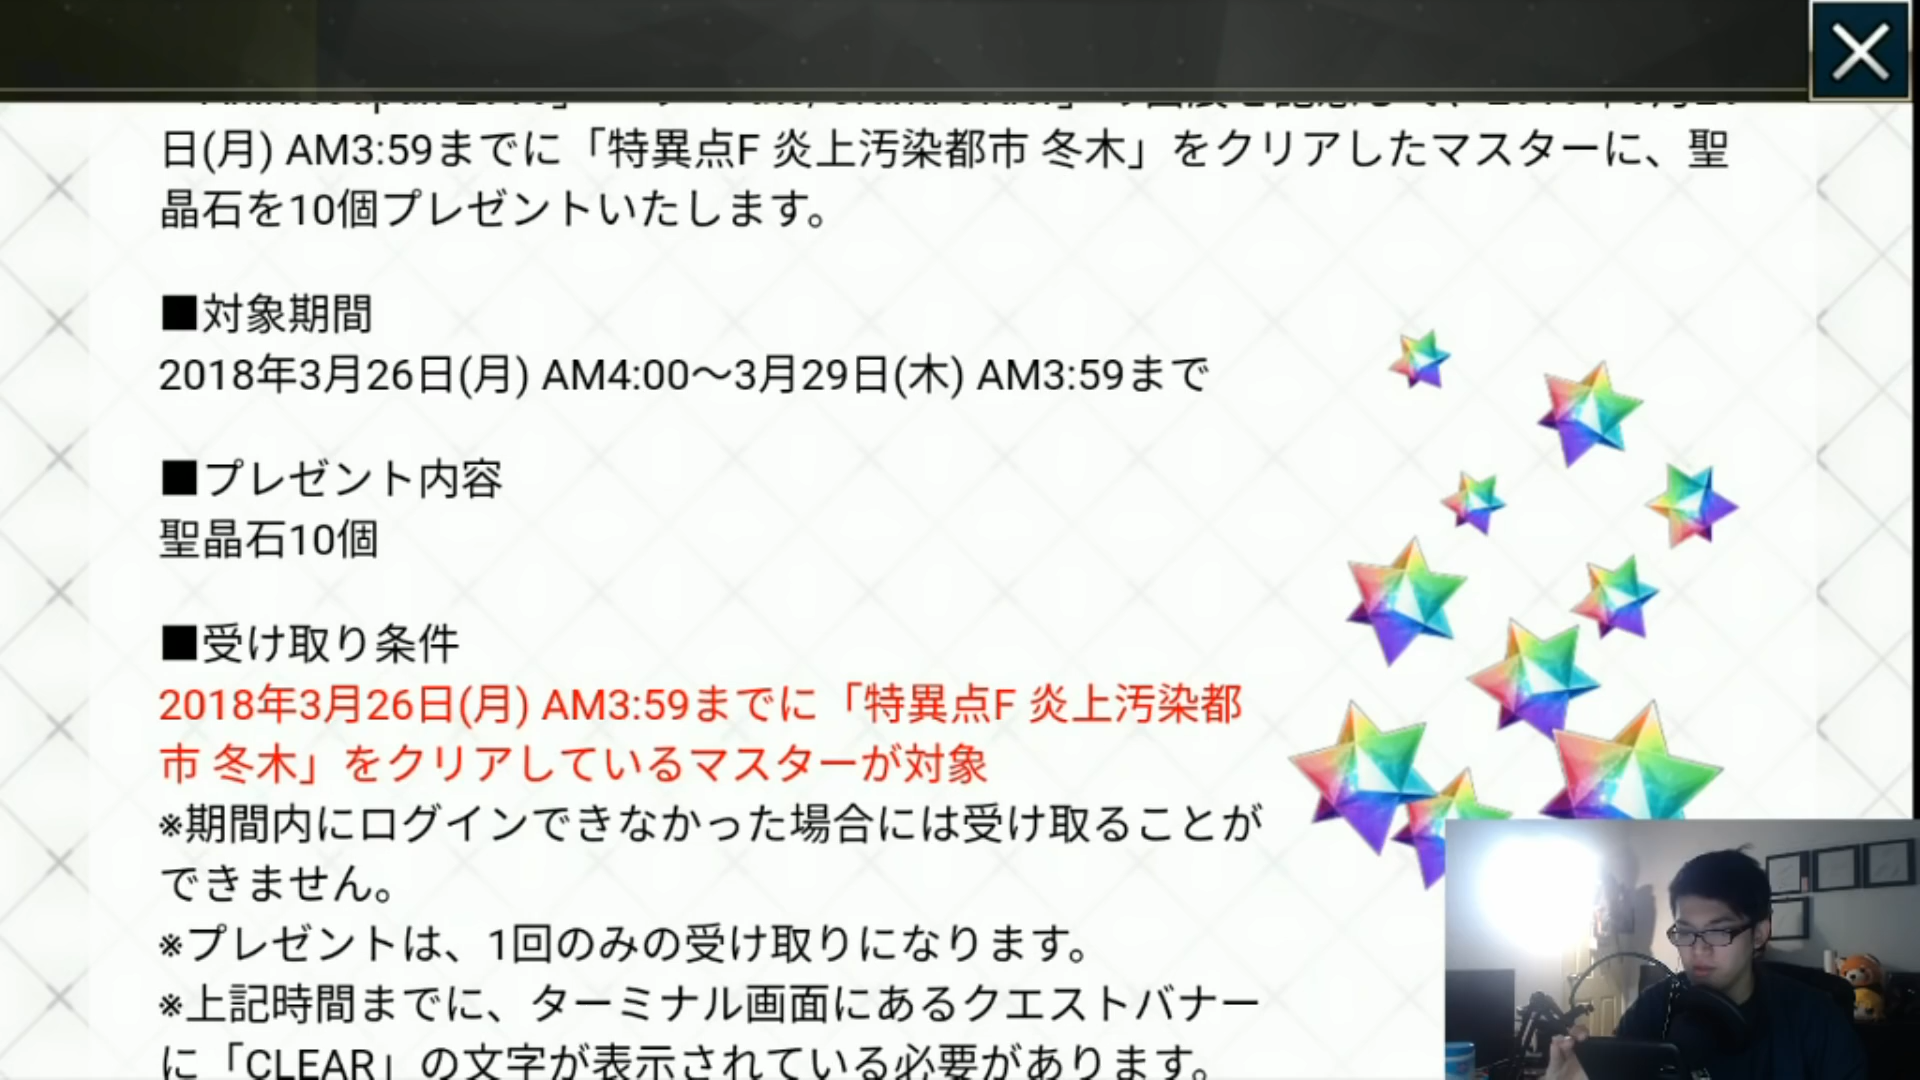 日(月) AM3:59までに「特異点F 炎上汚染都市 冬木」をクリアしたマスターに、聖
晶石を10個プレゼントいたします。
■対象期間
2018年3月26日(月) AM4:00～3月29日(木) AM3:59まで
■プレゼント内容
聖晶石10個
■受け取り条件
2018年3月26日(月) AM3:59までに「特異点F 炎上汚染都
市 冬木」をクリアしているマスターが対象
※期間内にログインできなかった場合には受け取ることが
できません。
※プレゼントは、1回のみの受け取りになります。
※上記時間までに、ターミナル画面にあるクエストバナー
に「CLEAR」の文字が表示されている必要があります。